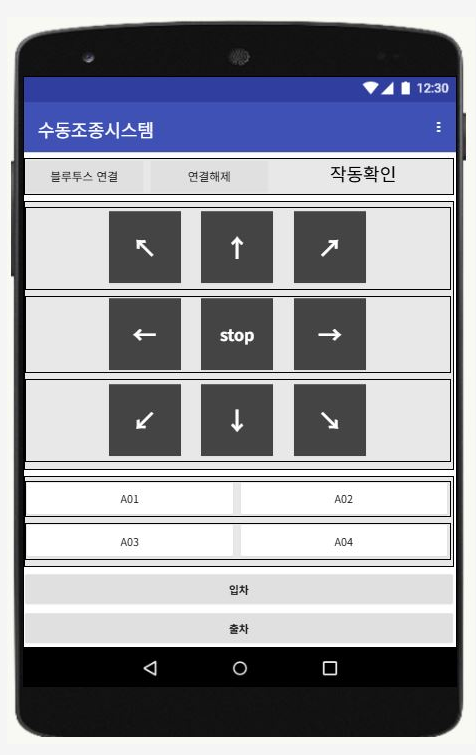 12:30
수동조종시스템
블루투스 연결 연결해제 작동확인
↖ ↑ ↗
← stop →
↙ ↓ ↘
A01 A02
A03 A04
입차
출차